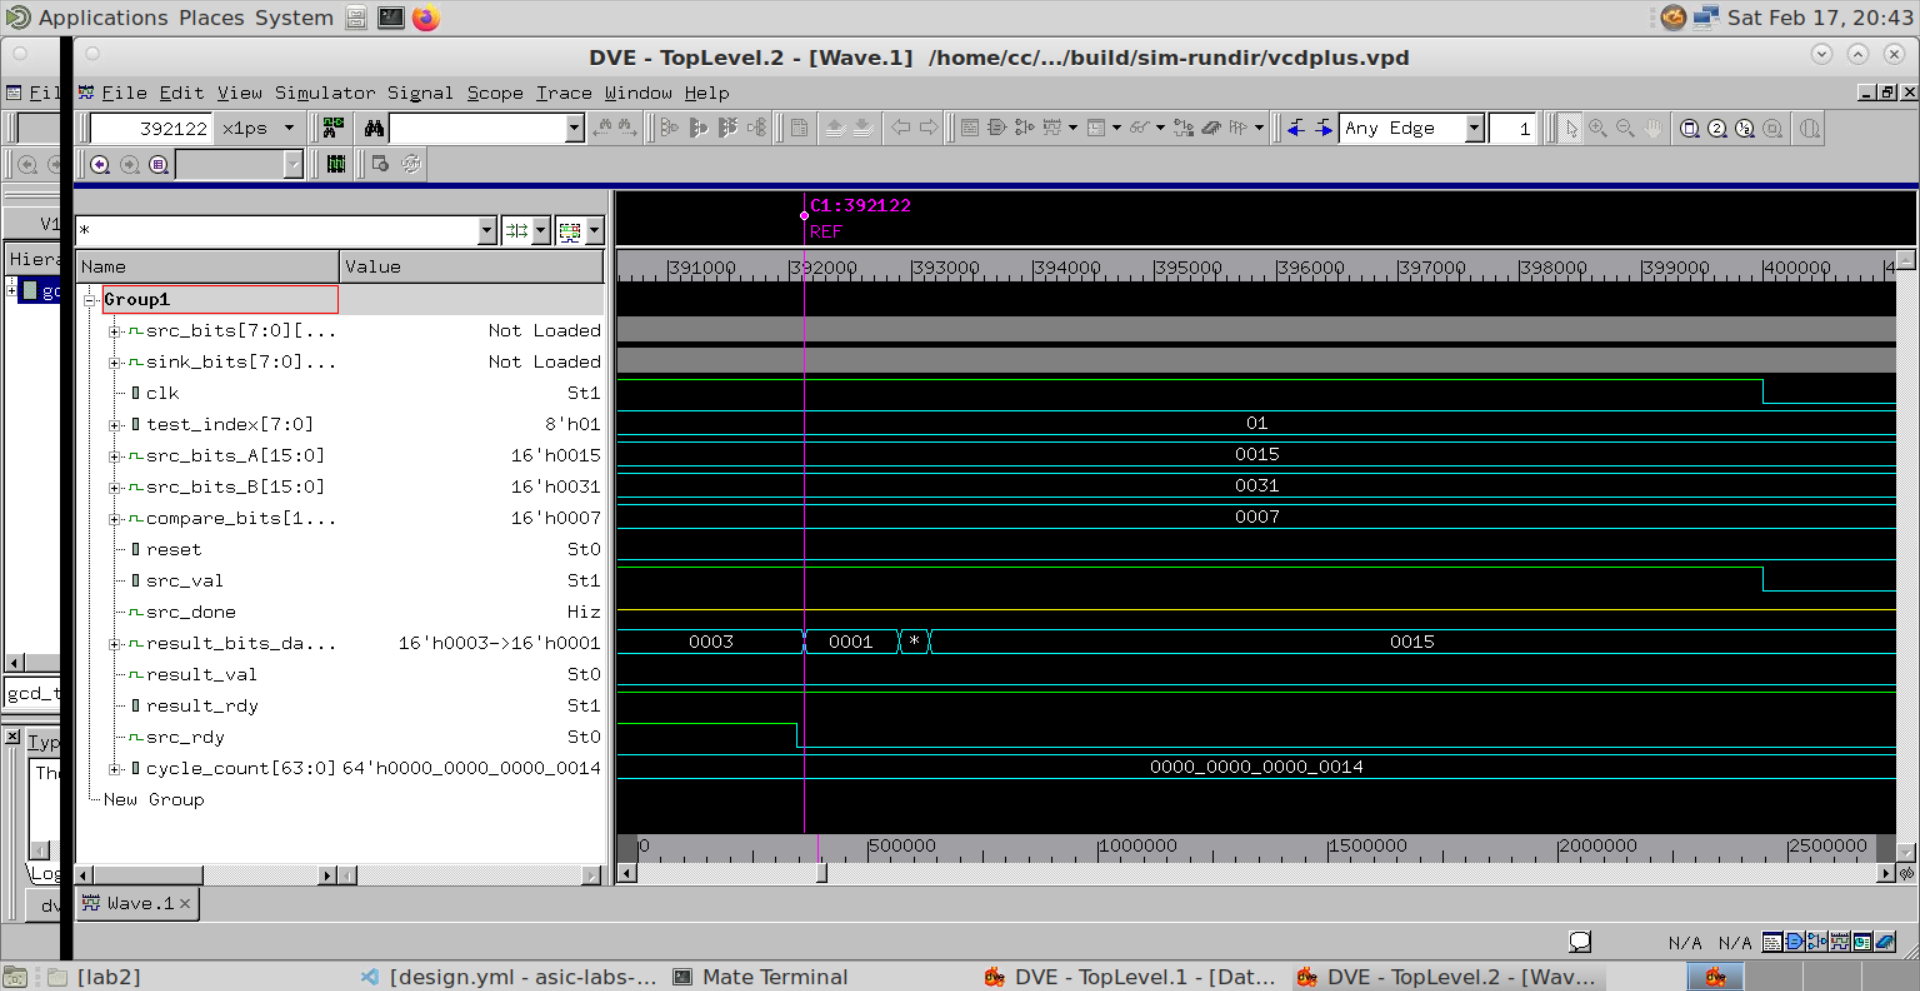 Applications Places System
Sat Feb 17, 20:43
DVE - TopLevel.2 - [Wave.1] /home/cc/.../build/sim-rundir/vcdplus.vpd
Fil
File Edit View Simulator Signal Scope Trace Window Help
392122 x1ps
Any Edge 1
V1
*
C1:392122
REF
Hiera
Name Value
391000 392000 393000 394000 395000 396000 397000 398000 399000 400000 4
gc
Group1
src_bits[7:0][... Not Loaded
sink_bits[7:0]... Not Loaded
clk St1
test_index[7:0] 8'h01 01
src_bits_A[15:0] 16'h0015 0015
src_bits_B[15:0] 16'h0031 0031
compare_bits[1... 16'h0007 0007
reset St0
src_val St1
src_done HiZ
result_bits_da... 16'h0003->16'h0001 0003 0001 * 0015
result_val St0
gcd_t
result_rdy St1
src_rdy St0
Typ
cycle_count[63:0] 64'h0000_0000_0000_0014 0000_0000_0000_0014
Th
New Group
0 500000 1000000 1500000 2000000 2500000
Log
dv
Wave.1
N/A N/A
[lab2] [design.yml - asic-labs-... Mate Terminal DVE - TopLevel.1 - [Dat... DVE - TopLevel.2 - [Wav...